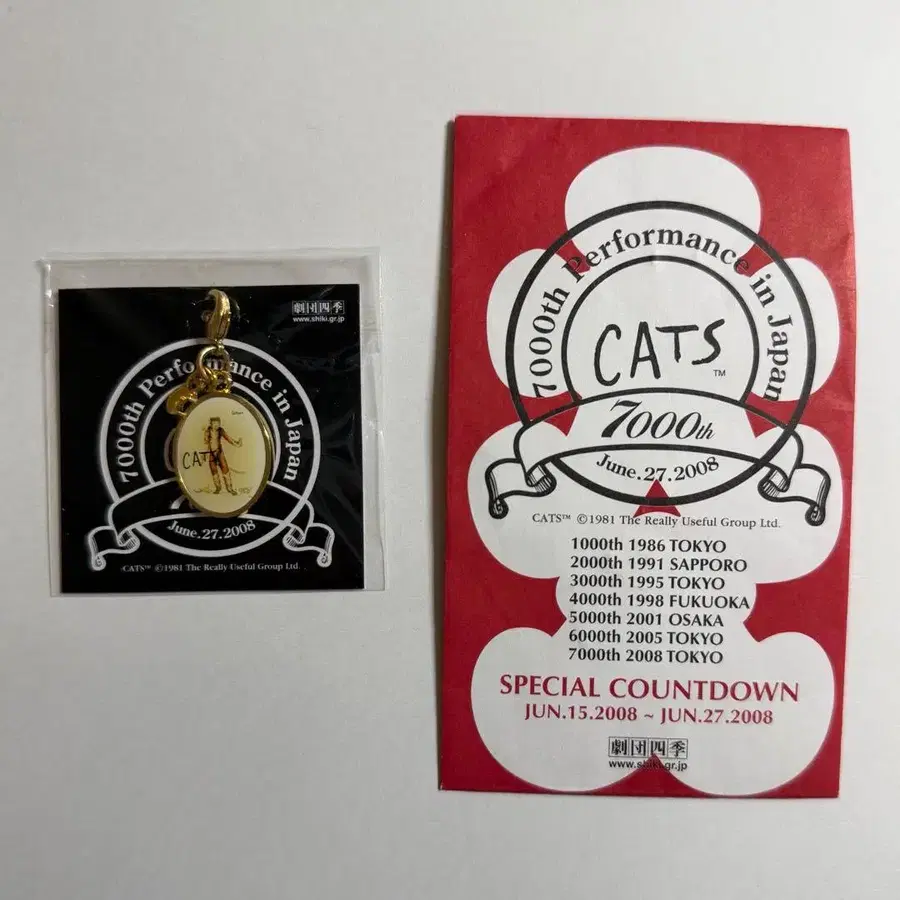 劇団四季
www.shiki.gr.jp
7000th Performance in Japan
CATS
June.27.2008
CATS™ ©1981 The Really Useful Group Ltd.
7000th Performance in Japan
CATS™
7000th
June.27.2008
CATS™ ©1981 The Really Useful Group Ltd.
1000th 1986 TOKYO
2000th 1991 SAPPORO
3000th 1995 TOKYO
4000th 1998 FUKUOKA
5000th 2001 OSAKA
6000th 2005 TOKYO
7000th 2008 TOKYO
SPECIAL COUNTDOWN
JUN.15.2008 ~ JUN.27.2008
劇団四季
www.shiki.gr.jp